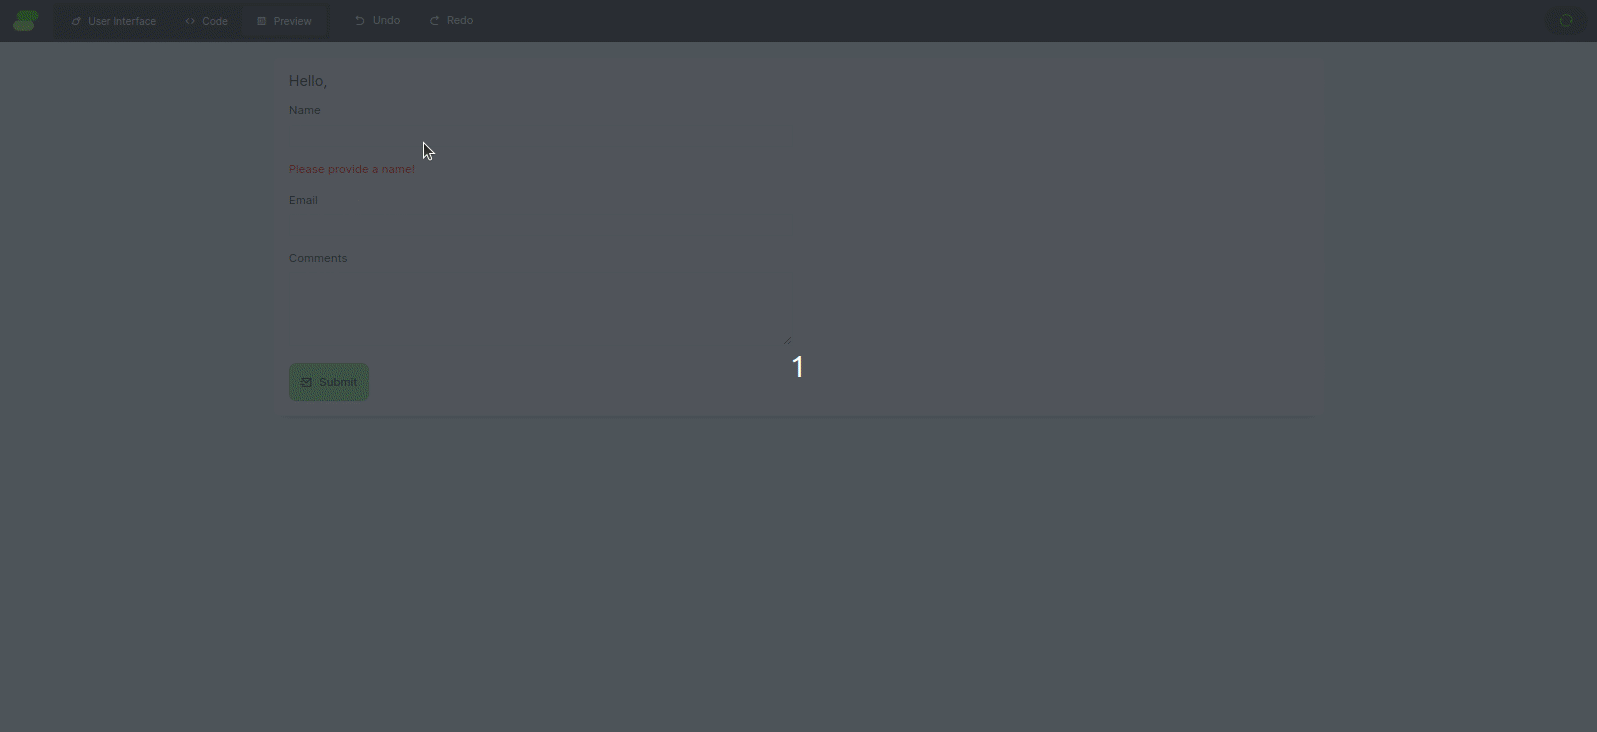 User Interface Code Preview Undo Redo
Hello,
Name
Please provide a name!
Email
Comments
1
Submit